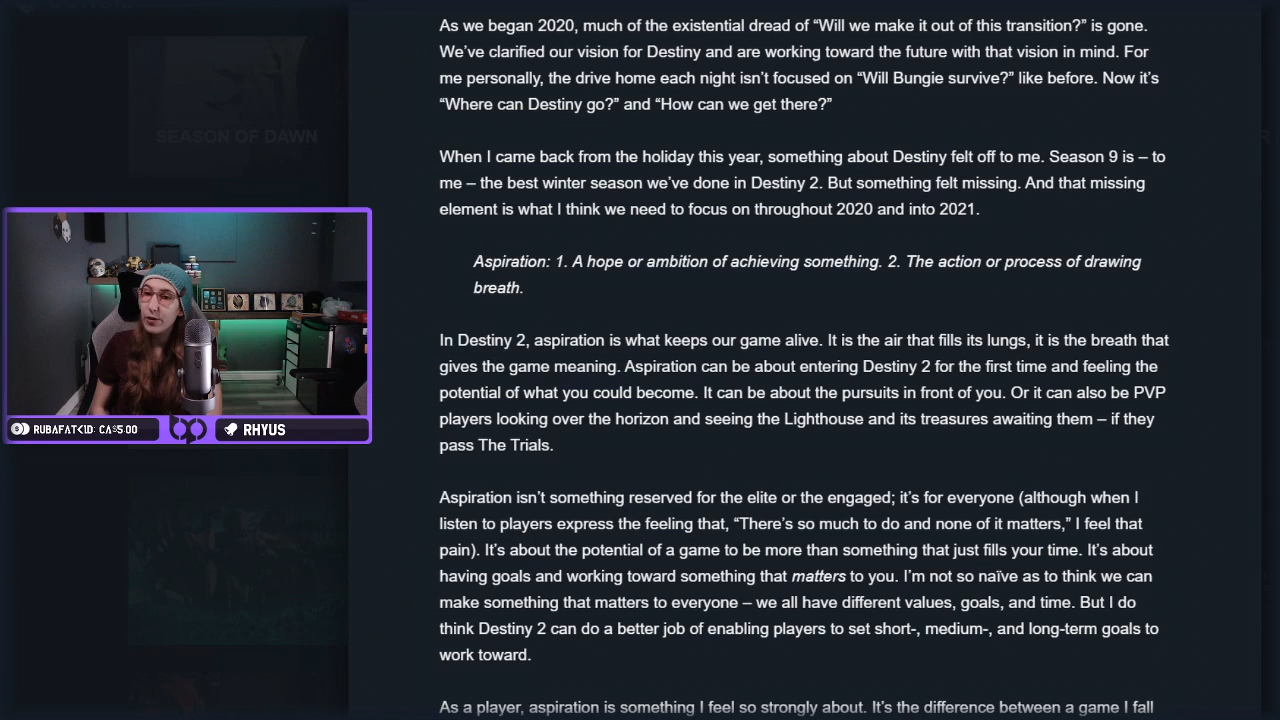 As we began 2020, much of the existential dread of “Will we make it out of this transition?” is gone.
We’ve clarified our vision for Destiny and are working toward the future with that vision in mind. For
me personally, the drive home each night isn’t focused on “Will Bungie survive?” like before. Now it’s
“Where can Destiny go?” and “How can we get there?”
SEASON OF DAWN
When I came back from the holiday this year, something about Destiny felt off to me. Season 9 is – to
me – the best winter season we’ve done in Destiny 2. But something felt missing. And that missing
element is what I think we need to focus on throughout 2020 and into 2021.
Aspiration: 1. A hope or ambition of achieving something. 2. The action or process of drawing
breath.
In Destiny 2, aspiration is what keeps our game alive. It is the air that fills its lungs, it is the breath that
gives the game meaning. Aspiration can be about entering Destiny 2 for the first time and feeling the
potential of what you could become. It can be about the pursuits in front of you. Or it can also be PVP
players looking over the horizon and seeing the Lighthouse and its treasures awaiting them – if they
pass The Trials.
RUBAFATKID: CA$5.00
RHYUS
Aspiration isn’t something reserved for the elite or the engaged; it’s for everyone (although when I
listen to players express the feeling that, “There’s so much to do and none of it matters,” I feel that
pain). It’s about the potential of a game to be more than something that just fills your time. It’s about
having goals and working toward something that matters to you. I’m not so naïve as to think we can
make something that matters to everyone – we all have different values, goals, and time. But I do
think Destiny 2 can do a better job of enabling players to set short-, medium-, and long-term goals to
work toward.
As a player, aspiration is something I feel so strongly about. It’s the difference between a game I fall